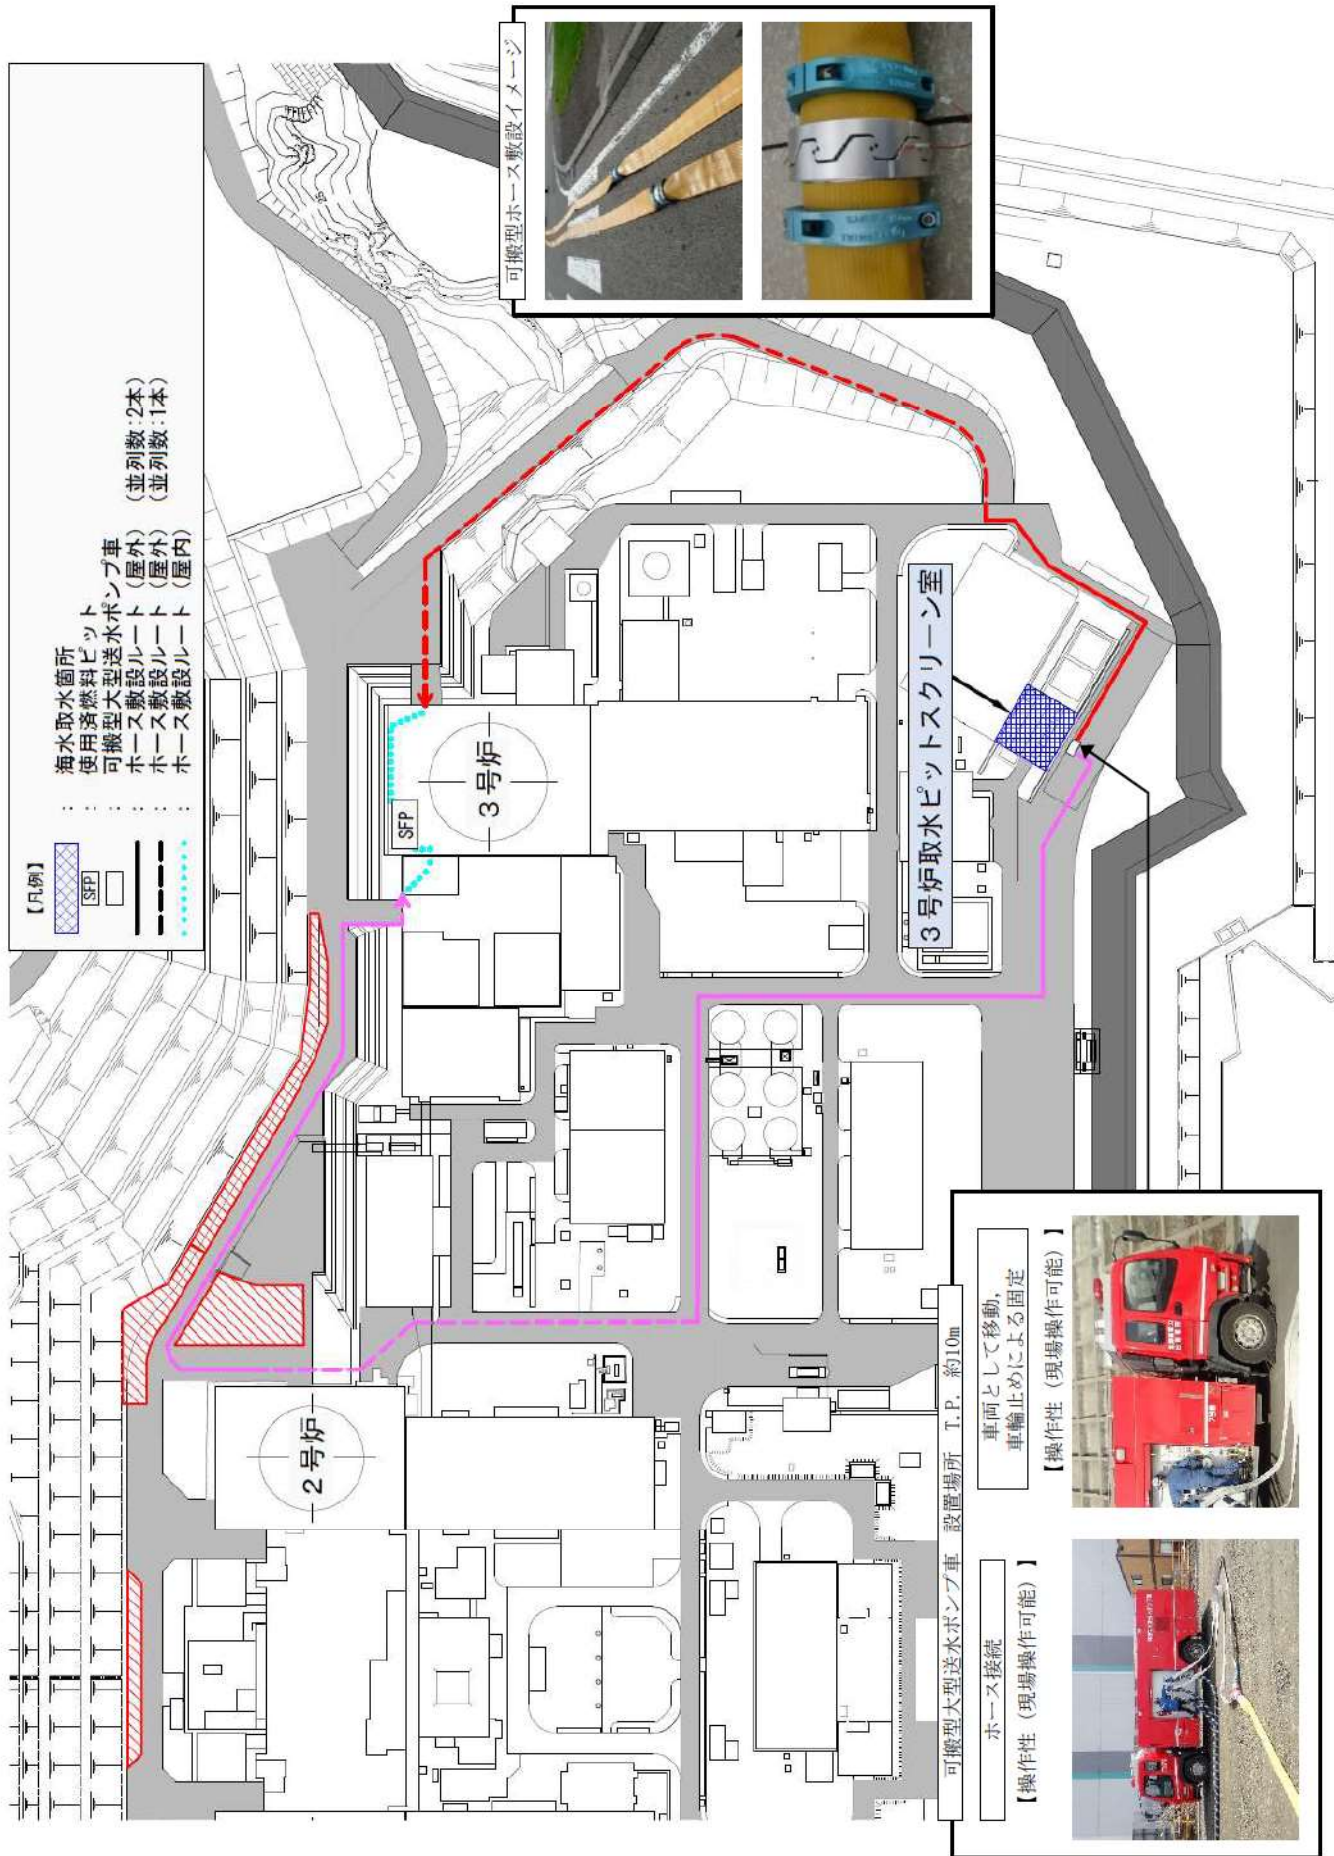 【凡例】
：海水取水箇所
SFP：使用済燃料ピット
：可搬型大型送水ポンプ車
：ホース敷設ルート（屋外）（並列数：2本）
：ホース敷設ルート（屋外）（並列数：1本）
：ホース敷設ルート（屋内）
可搬型ホース敷設イメージ
25
SFP
3号炉
2号炉
3号炉取水ピットスクリーン室
可搬型大型送水ポンプ車 設置場所 T.P. 約10m
ホース接続
【操作性（現場操作可能）】
車両として移動，
車輪止めによる固定
【操作性（現場操作可能）】